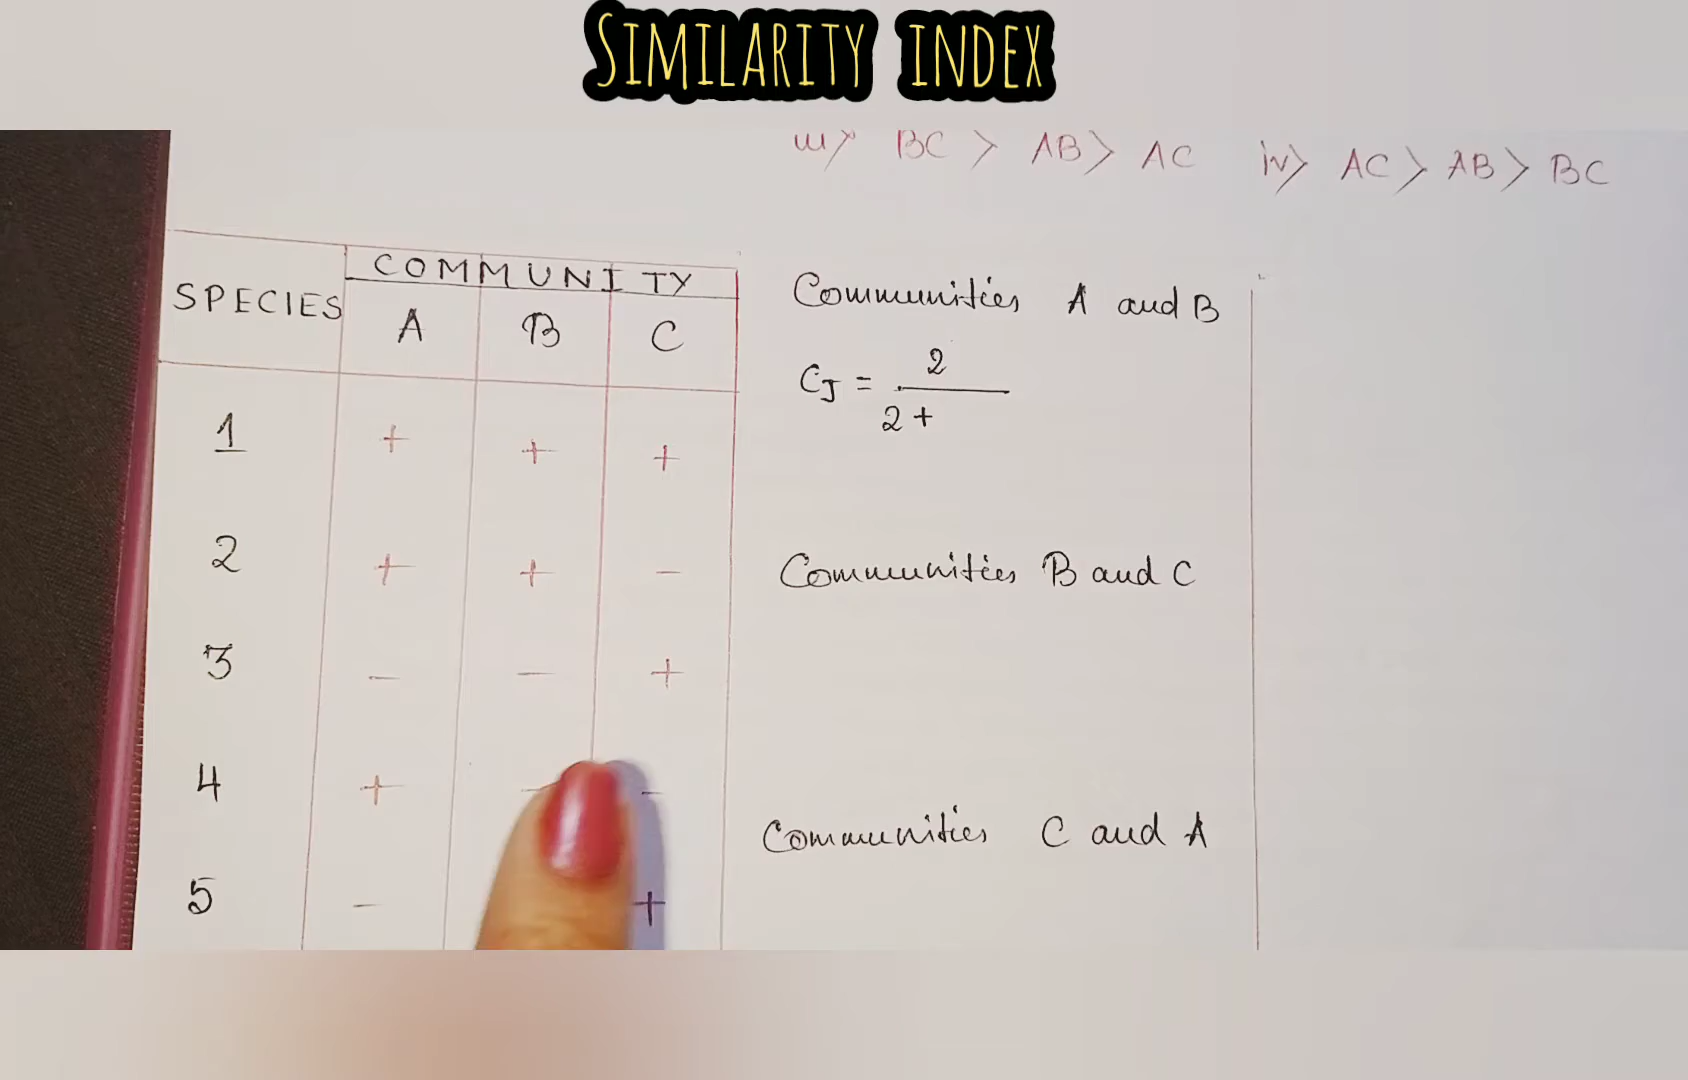 SIMILARITY INDEX
iii> BC > AB > AC iv> AC > AB > BC
SPECIES COMMUNITY
A B C
1 + + +
2 + + -
3 - - +
4 + - -
5 - +
Communities A and B
CJ = 2
2 +
Communities B and C
Communities C and A